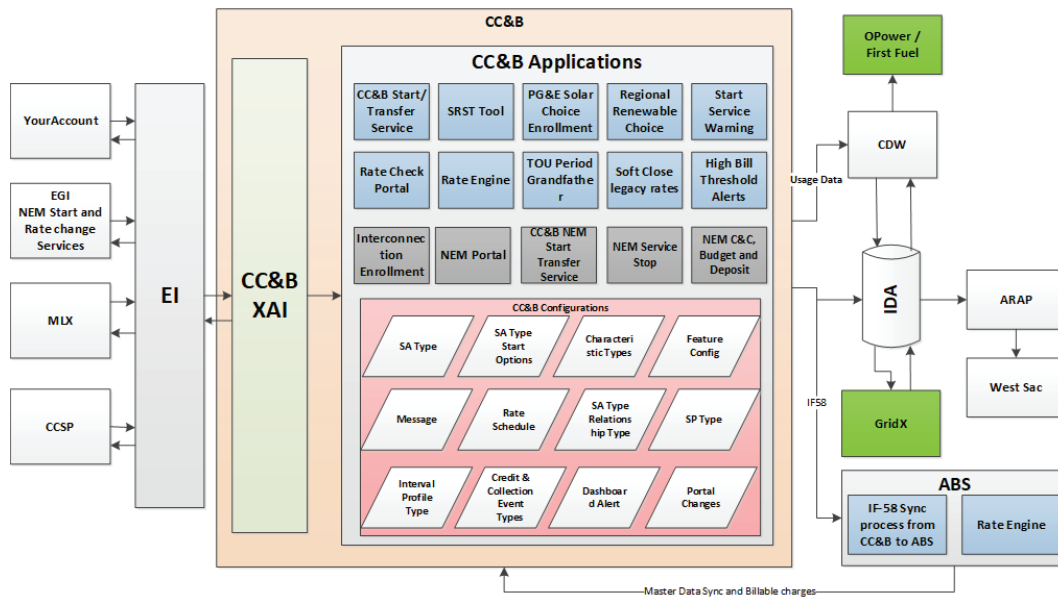 CC&B
OPower /
First Fuel
CC&B Applications
YourAccount
EGI
NEM Start and
Rate change
Services
MLX
CCSP
EI
CC&B
XAI
CC&B Start/
Transfer
Service
SRST Tool
PG&E Solar
Choice
Enrollment
Regional
Renewable
Choice
Start
Service
Warning
Rate Check
Portal
Rate Engine
TOU Period
Grandfathe
r
Soft Close
legacy rates
High Bill
Threshold
Alerts
Interconnec
tion
Enrollment
NEM Portal
CC&B NEM
Start
Transfer
Service
NEM Service
Stop
NEM C&C,
Budget and
Deposit
CC&B Configurations
SA Type
SA Type
Start
Options
Characteri
stic Types
Feature
Config
Message
Rate
Schedule
SA Type
Relations
hip Type
SP Type
Interval
Profile
Type
Credit &
Collection
Event
Types
Dashboar
d Alert
Portal
Changes
Usage Data
CDW
IDA
ARAP
West Sac
GridX
IF58
ABS
IF-58 Sync
process from
CC&B to ABS
Rate Engine
Master Data Sync and Billable charges